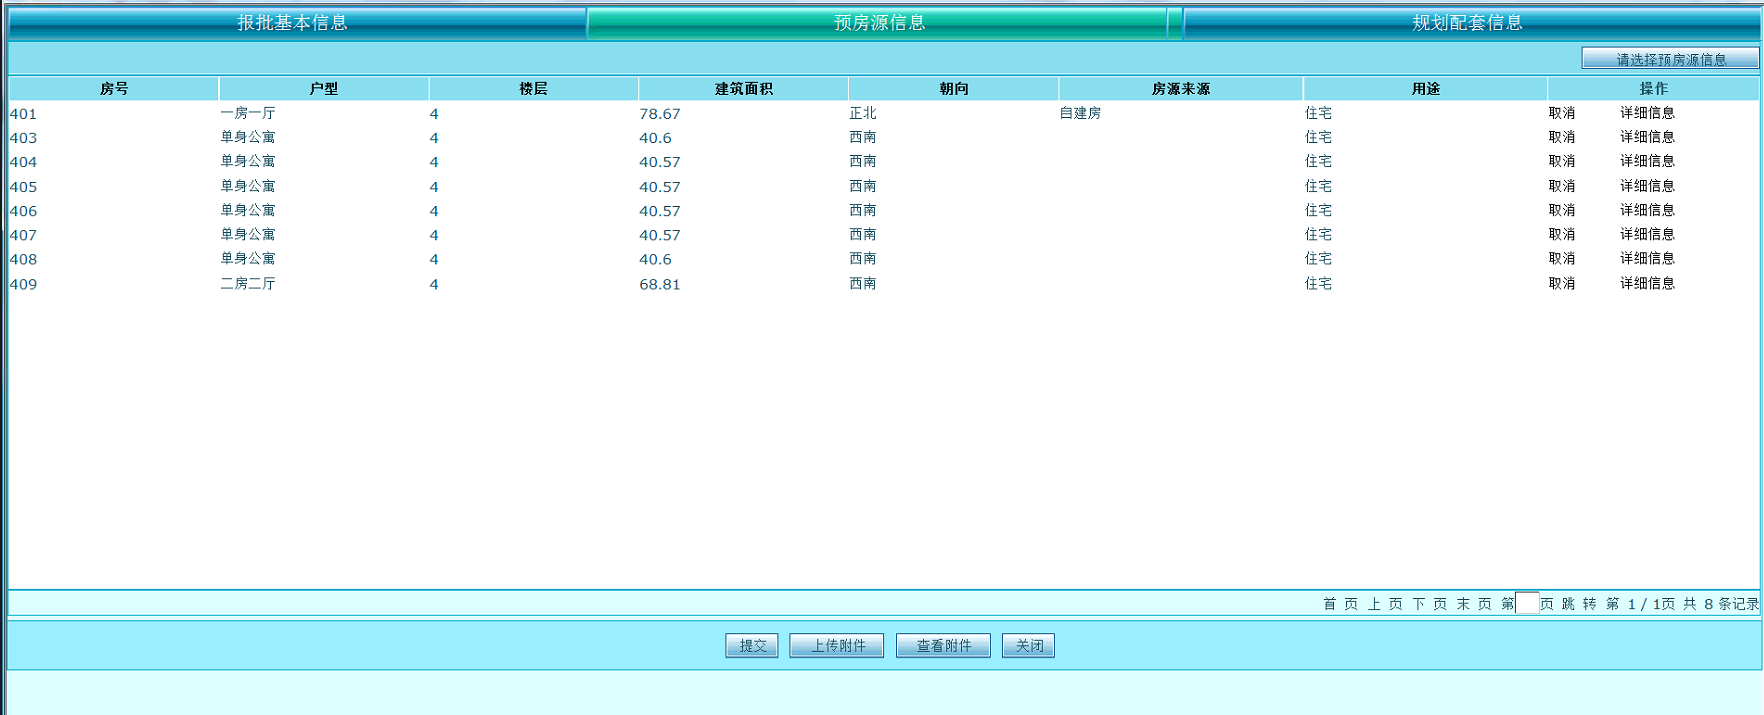 报批基本信息 预房源信息 规划配套信息
请选择预房源信息
房号 户型 楼层 建筑面积 朝向 房源来源 用途 操作
401 一房一厅 4 78.67 正北 自建房 住宅 取消 详细信息
403 单身公寓 4 40.6 西南 住宅 取消 详细信息
404 单身公寓 4 40.57 西南 住宅 取消 详细信息
405 单身公寓 4 40.57 西南 住宅 取消 详细信息
406 单身公寓 4 40.57 西南 住宅 取消 详细信息
407 单身公寓 4 40.57 西南 住宅 取消 详细信息
408 单身公寓 4 40.6 西南 住宅 取消 详细信息
409 二房二厅 4 68.81 西南 住宅 取消 详细信息
首页 上页 下页 末页 第 页 跳转 第 1 / 1页 共 8 条记录
提交 上传附件 查看附件 关闭